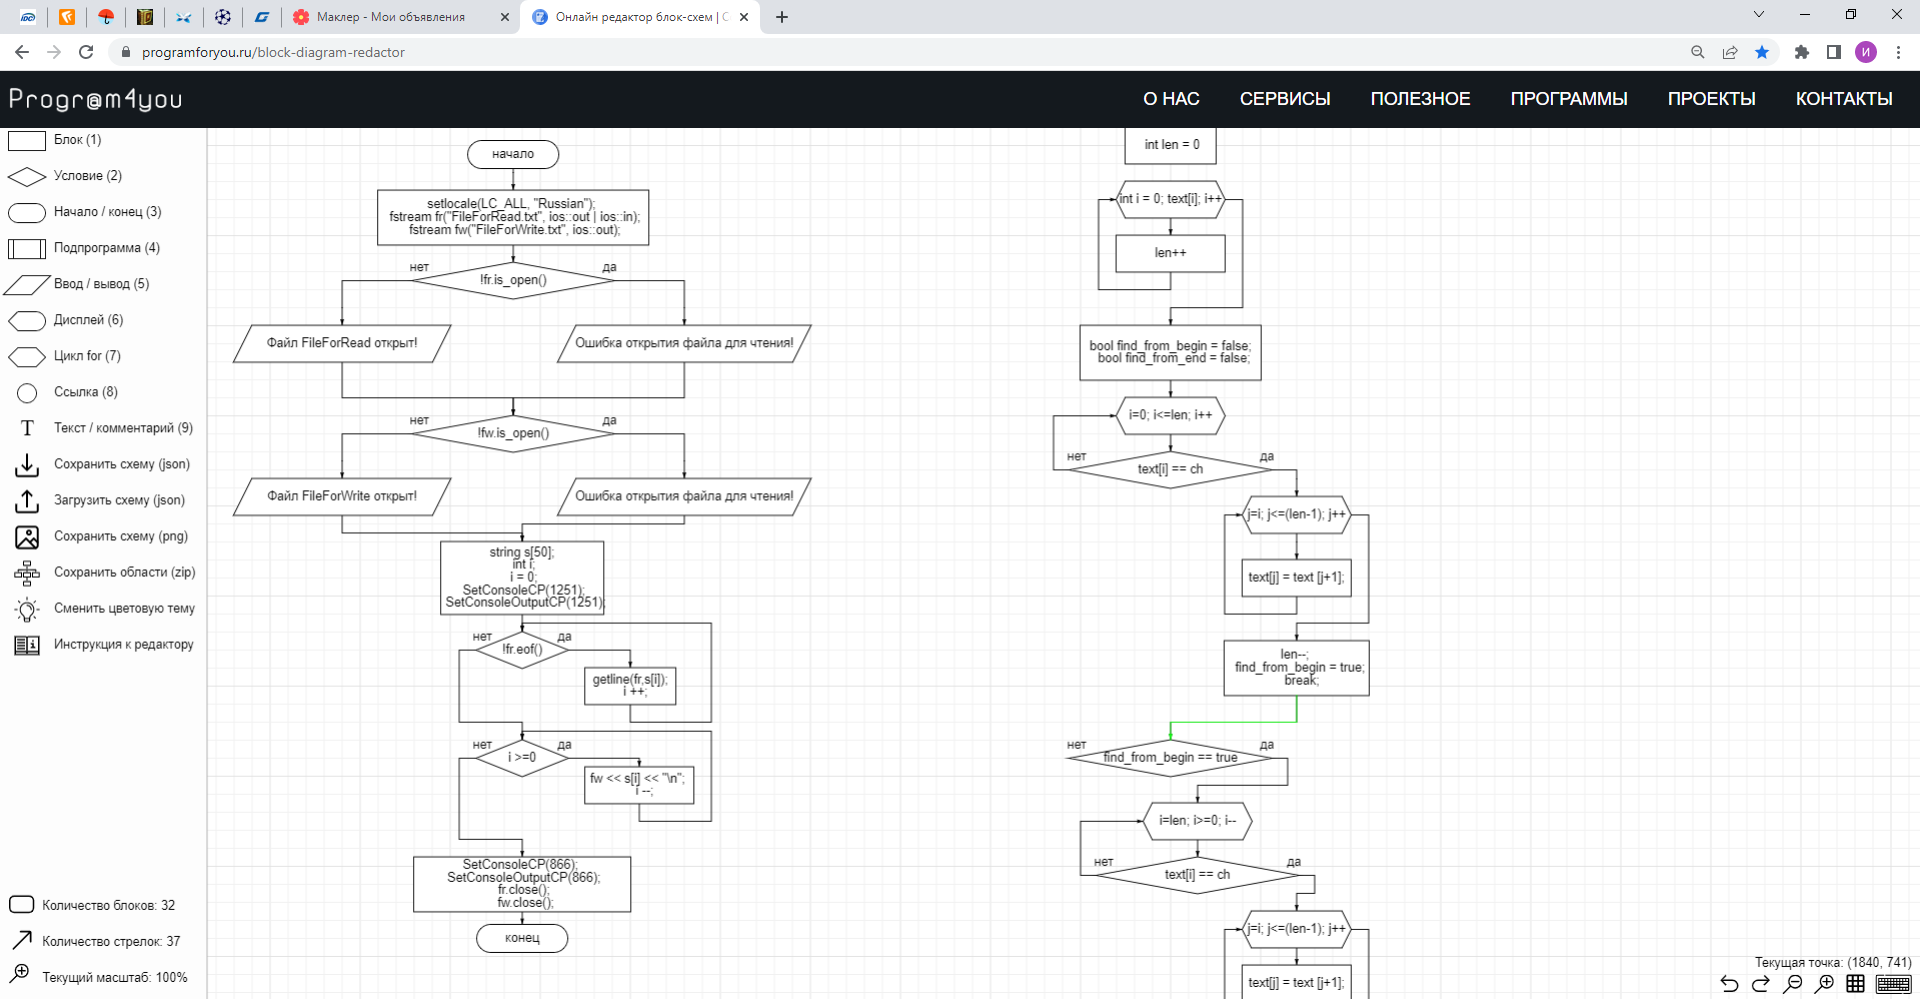 Маклер - Мои объявления
Онлайн редактор блок-схем | С
programforyou.ru/block-diagram-redactor
И
Progr@m4you
О НАС
СЕРВИСЫ
ПОЛЕЗНОЕ
ПРОГРАММЫ
ПРОЕКТЫ
КОНТАКТЫ
Блок (1)
Условие (2)
Начало / конец (3)
Подпрограмма (4)
Ввод / вывод (5)
Дисплей (6)
Цикл for (7)
Ссылка (8)
Текст / комментарий (9)
Сохранить схему (json)
Загрузить схему (json)
Сохранить схему (png)
Сохранить области (zip)
Сменить цветовую тему
Инструкция к редактору
Количество блоков: 32
Количество стрелок: 37
Текущий масштаб: 100%
начало
setlocale(LC_ALL, "Russian");
fstream fr("FileForRead.txt", ios::out | ios::in);
fstream fw("FileForWrite.txt", ios::out);
нет
да
!fr.is_open()
Файл FileForRead открыт!
Ошибка открытия файла для чтения!
нет
да
!fw.is_open()
Файл FileForWrite открыт!
Ошибка открытия файла для чтения!
string s[50];
int i;
i = 0;
SetConsoleCP(1251);
SetConsoleOutputCP(1251);
нет
да
!fr.eof()
getline(fr,s[i]);
i ++;
нет
да
i >=0
fw << s[i] << "\n";
i --;
SetConsoleCP(866);
SetConsoleOutputCP(866);
fr.close();
fw.close();
конец
int len = 0
int i = 0; text[i]; i++
len++
bool find_from_begin = false;
bool find_from_end = false;
i=0; i<=len; i++
нет
да
text[i] == ch
j=i; j<=(len-1); j++
text[j] = text [j+1];
len--;
find_from_begin = true;
break;
нет
да
find_from_begin == true
i=len; i>=0; i--
нет
да
text[i] == ch
j=i; j<=(len-1); j++
text[j] = text [j+1];
Текущая точка: (1840, 741)